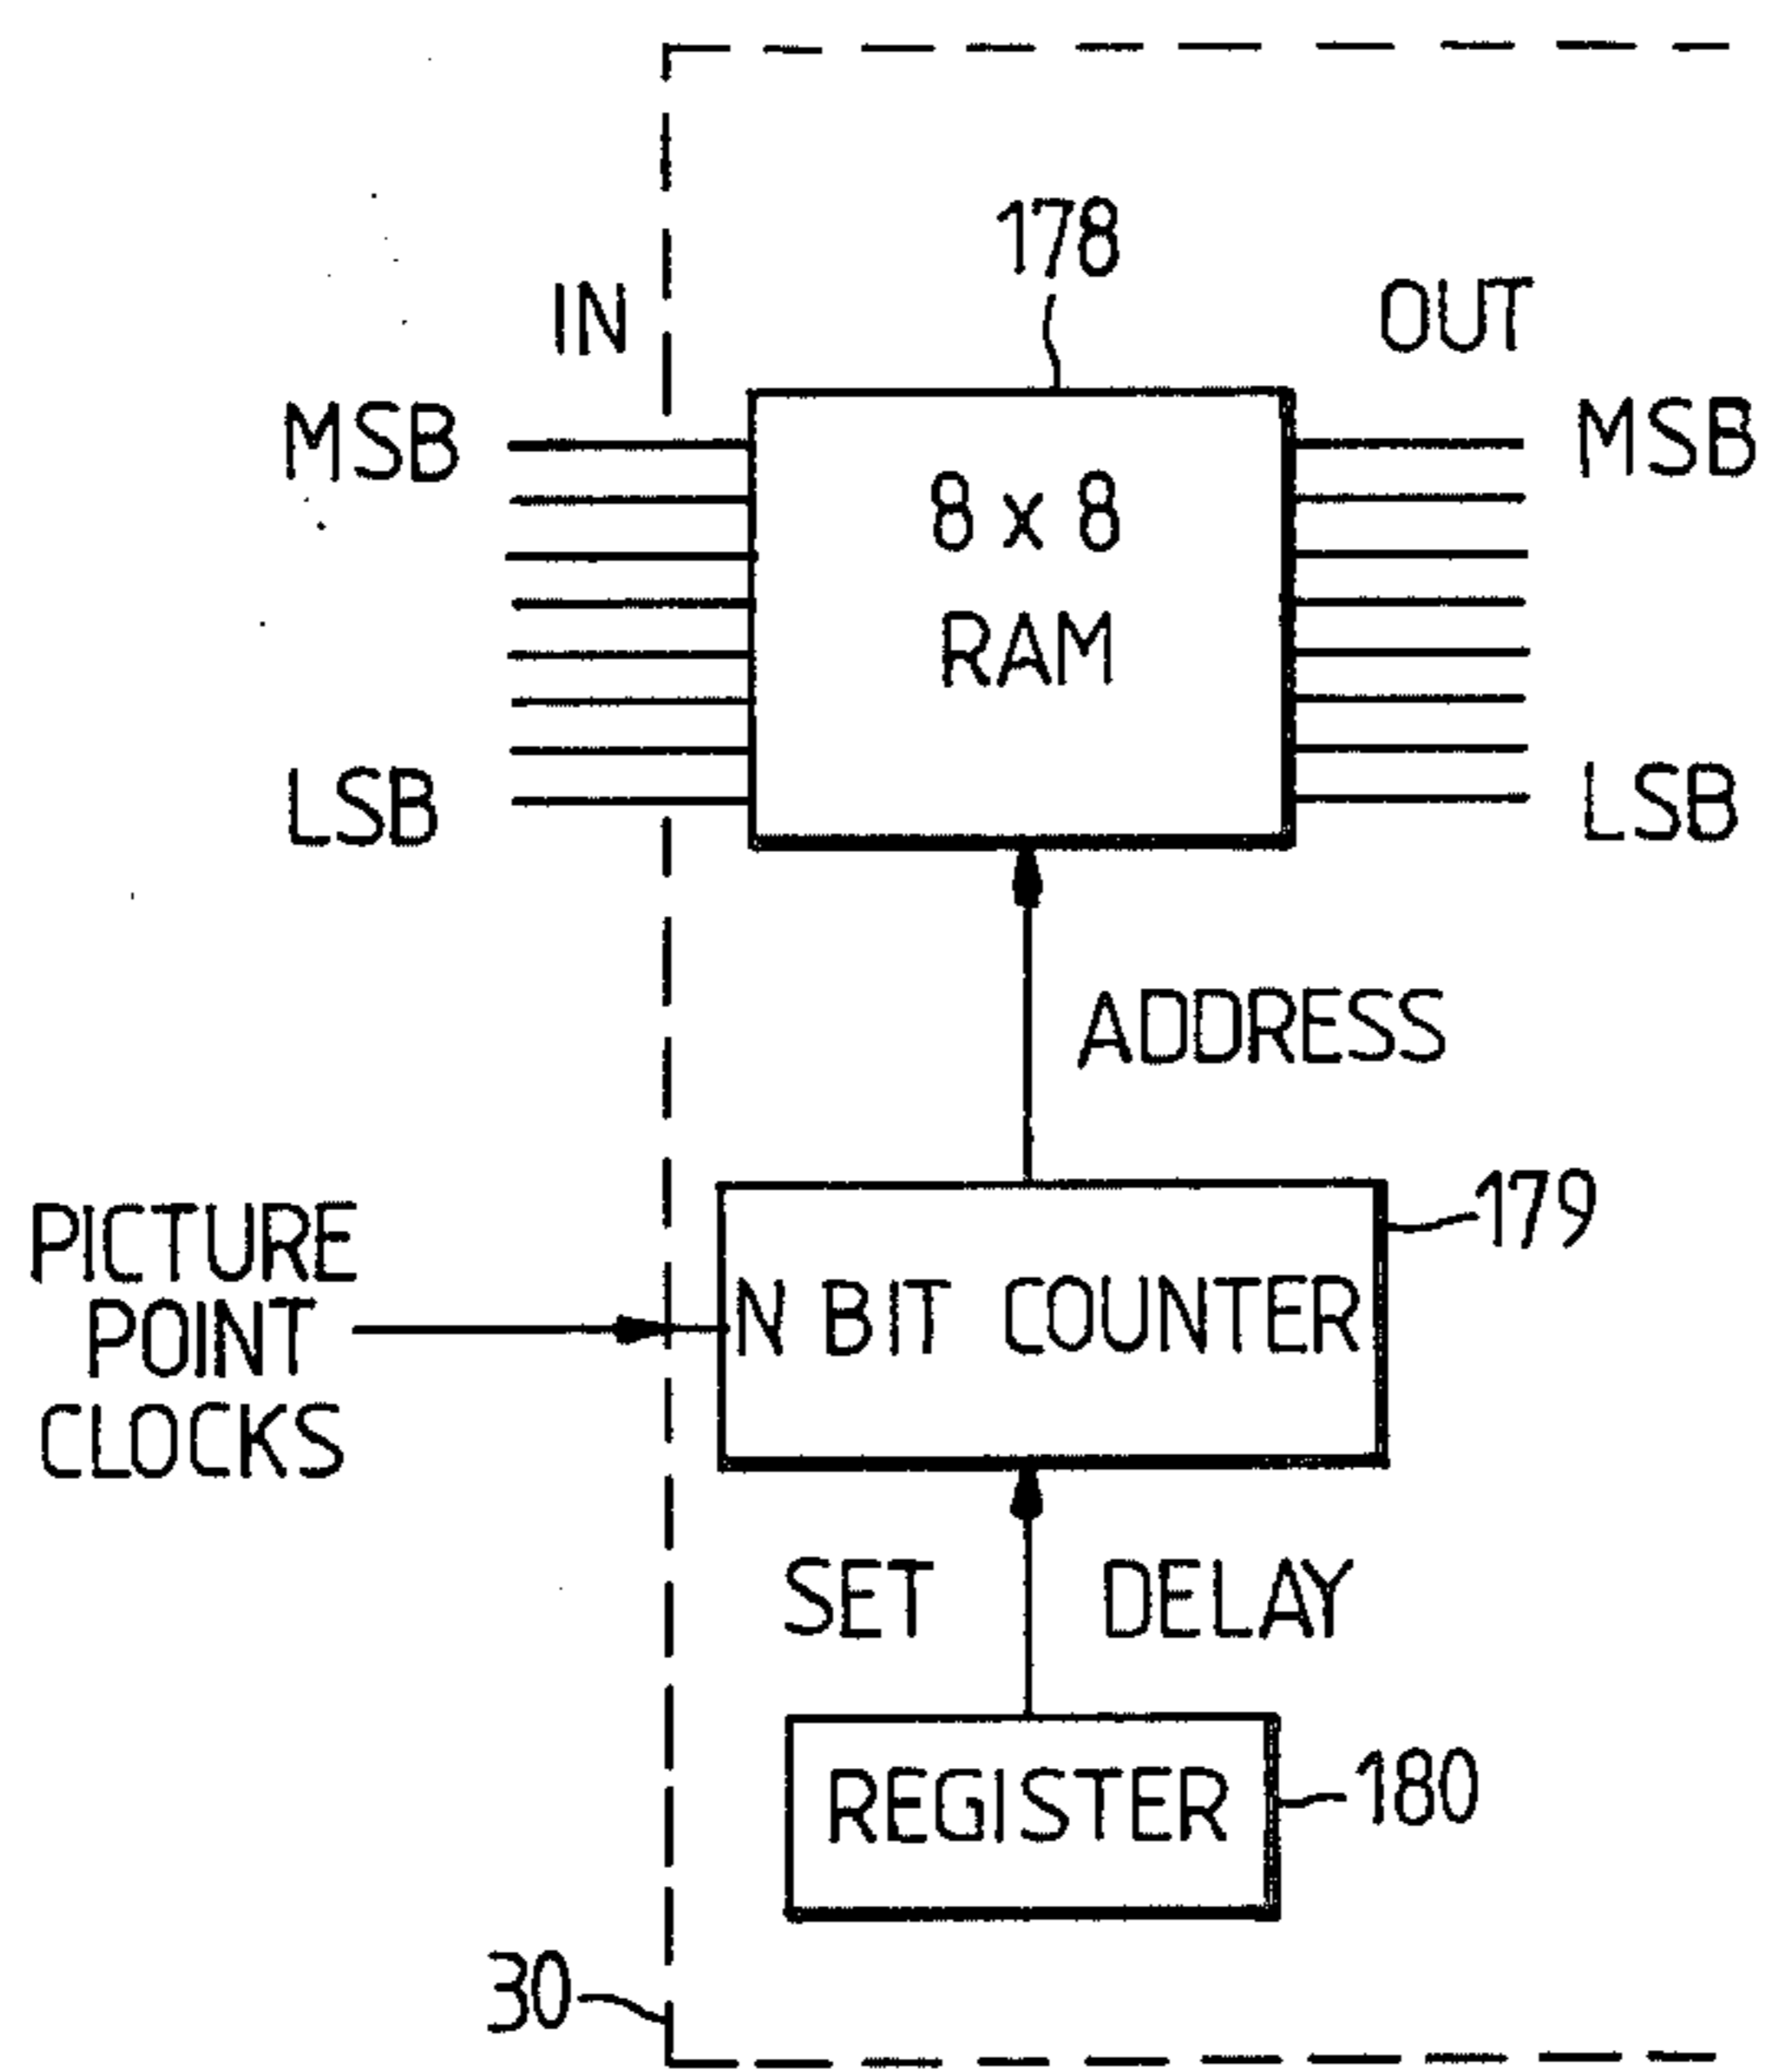 178
IN
OUT
MSB
MSB
8 x 8
RAM
LSB
LSB
ADDRESS
179
PICTURE
POINT
CLOCKS
N BIT COUNTER
SET DELAY
REGISTER
180
30